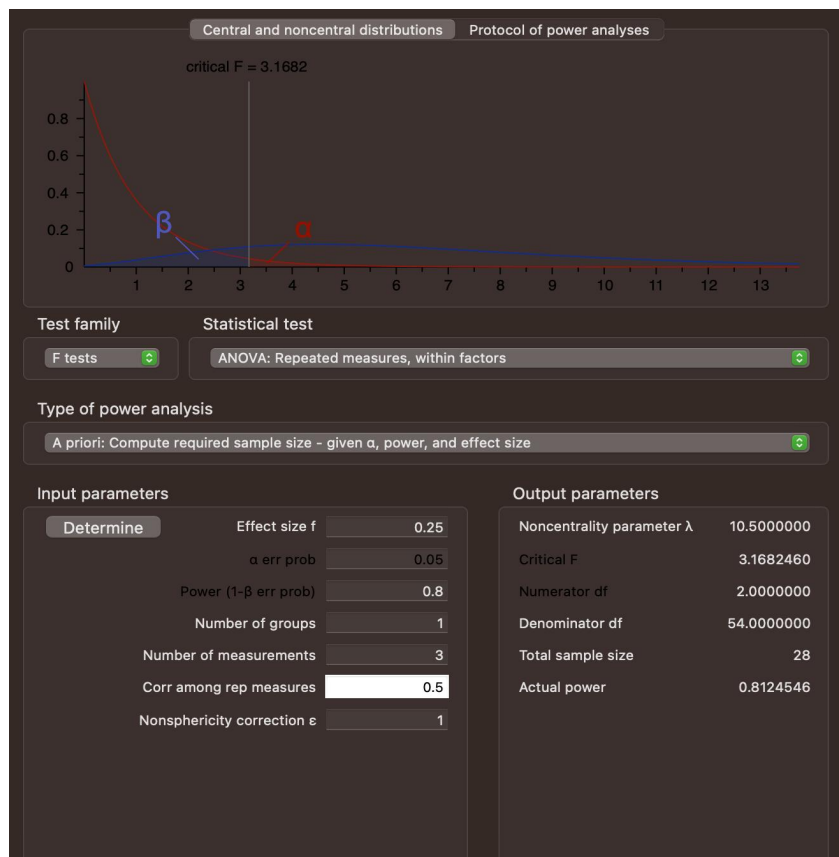 Central and noncentral distributions Protocol of power analyses
critical F = 3.1682
0.8
0.6
0.4
0.2
0
β
α
1 2 3 4 5 6 7 8 9 10 11 12 13
Test family Statistical test
F tests ANOVA: Repeated measures, within factors
Type of power analysis
A priori: Compute required sample size - given α, power, and effect size
Input parameters Output parameters
Determine Effect size f 0.25 Noncentrality parameter λ 10.5000000
α err prob 0.05 Critical F 3.1682460
Power (1-β err prob) 0.8 Numerator df 2.0000000
Number of groups 1 Denominator df 54.0000000
Number of measurements 3 Total sample size 28
Corr among rep measures 0.5 Actual power 0.8124546
Nonsphericity correction ε 1